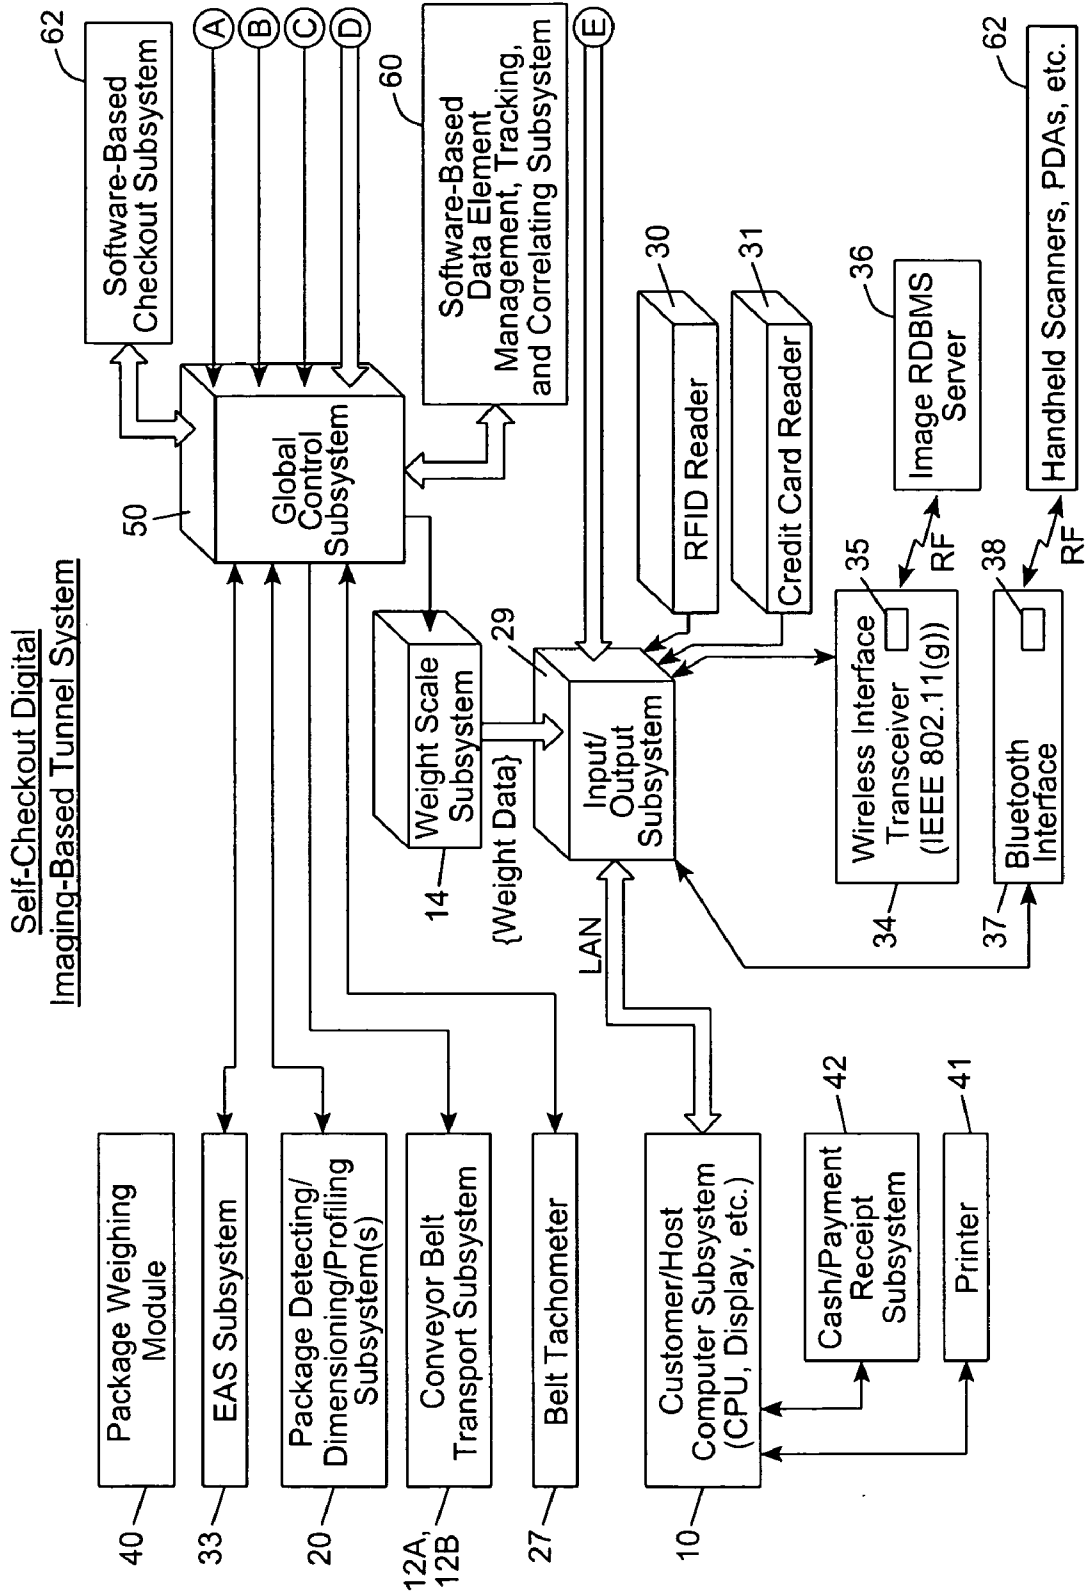 Self-Checkout Digital
Imaging-Based Tunnel System
40
Package Weighing
Module
33
EAS Subsystem
20
Package Detecting/
Dimensioning/Profiling
Subsystem(s)
12A,
12B
Conveyor Belt
Transport Subsystem
27
Belt Tachometer
10
Customer/Host
Computer Subsystem
(CPU, Display, etc.)
42
Cash/Payment
Receipt
Subsystem
41
Printer
LAN
50
Global
Control
Subsystem
14
Weight Scale
Subsystem
{Weight Data}
29
Input/
Output
Subsystem
62
Software-Based
Checkout Subsystem
A
B
C
D
60
Software-Based
Data Element
Management, Tracking,
and Correlating Subsystem
E
30
RFID Reader
31
Credit Card Reader
34
Wireless Interface
Transceiver
(IEEE 802.11(g))
35
RF
36
Image RDBMS
Server
37
Bluetooth
Interface
38
RF
62
Handheld Scanners, PDAs, etc.